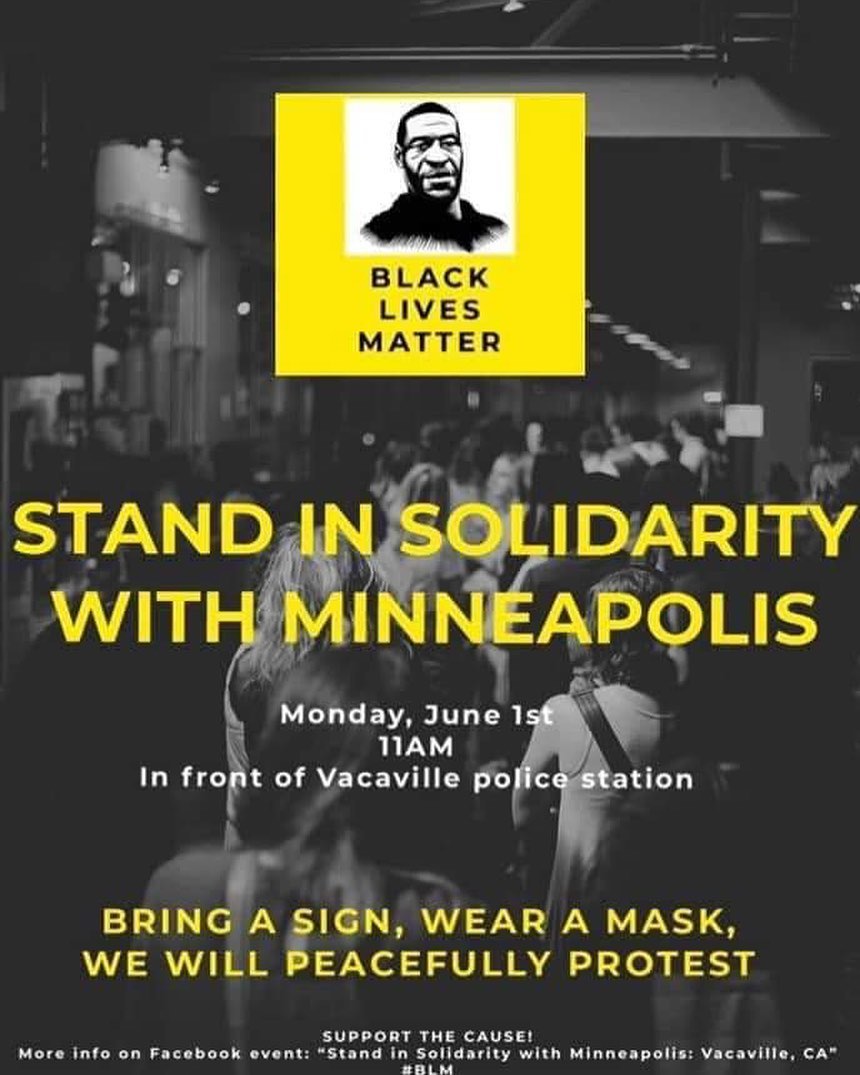 BLACK
LIVES
MATTER
STAND IN SOLIDARITY
WITH MINNEAPOLIS
Monday, June 1st
11AM
In front of Vacaville police station
BRING A SIGN, WEAR A MASK,
WE WILL PEACEFULLY PROTEST
SUPPORT THE CAUSE!
More info on Facebook event: "Stand in Solidarity with Minneapolis: Vacaville, CA"
#BLM